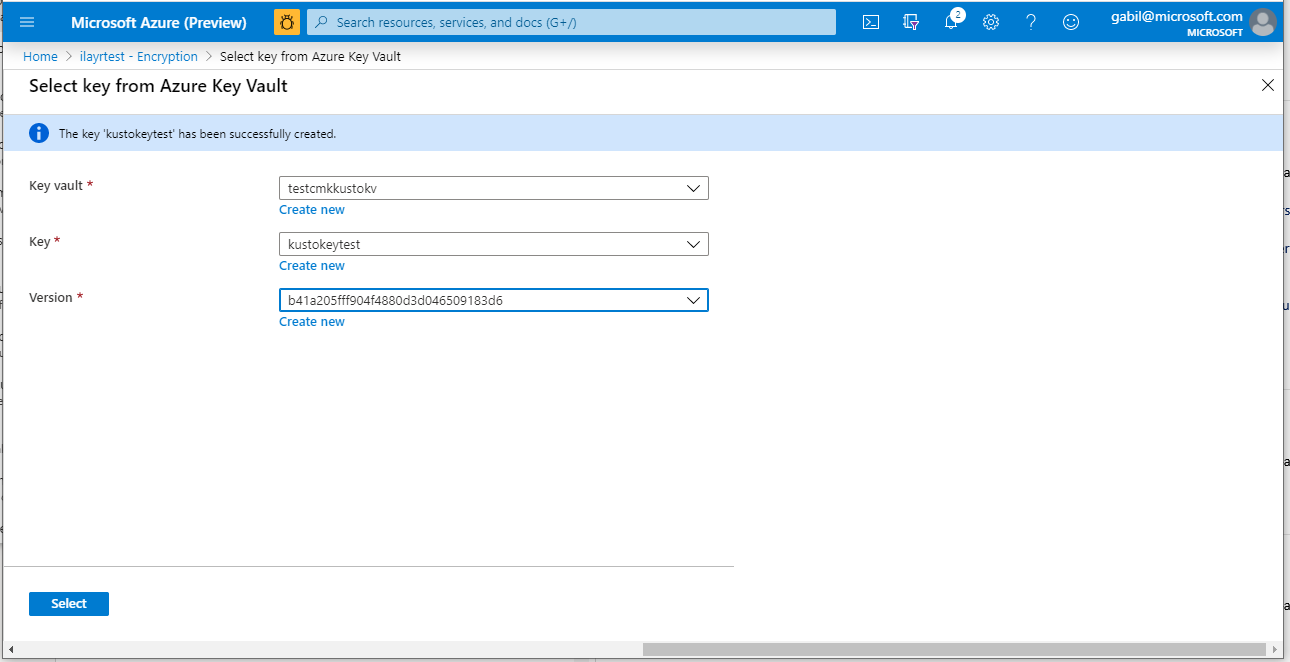 Microsoft Azure (Preview)
Search resources, services, and docs (G+/)
2
gabil@microsoft.com
MICROSOFT
Home > ilayrtest - Encryption > Select key from Azure Key Vault
Select key from Azure Key Vault
The key 'kustokeytest' has been successfully created.
Key vault *
testcmkkustokv
Create new
Key *
kustokeytest
Create new
Version *
b41a205fff904f4880d3d046509183d6
Create new
Select